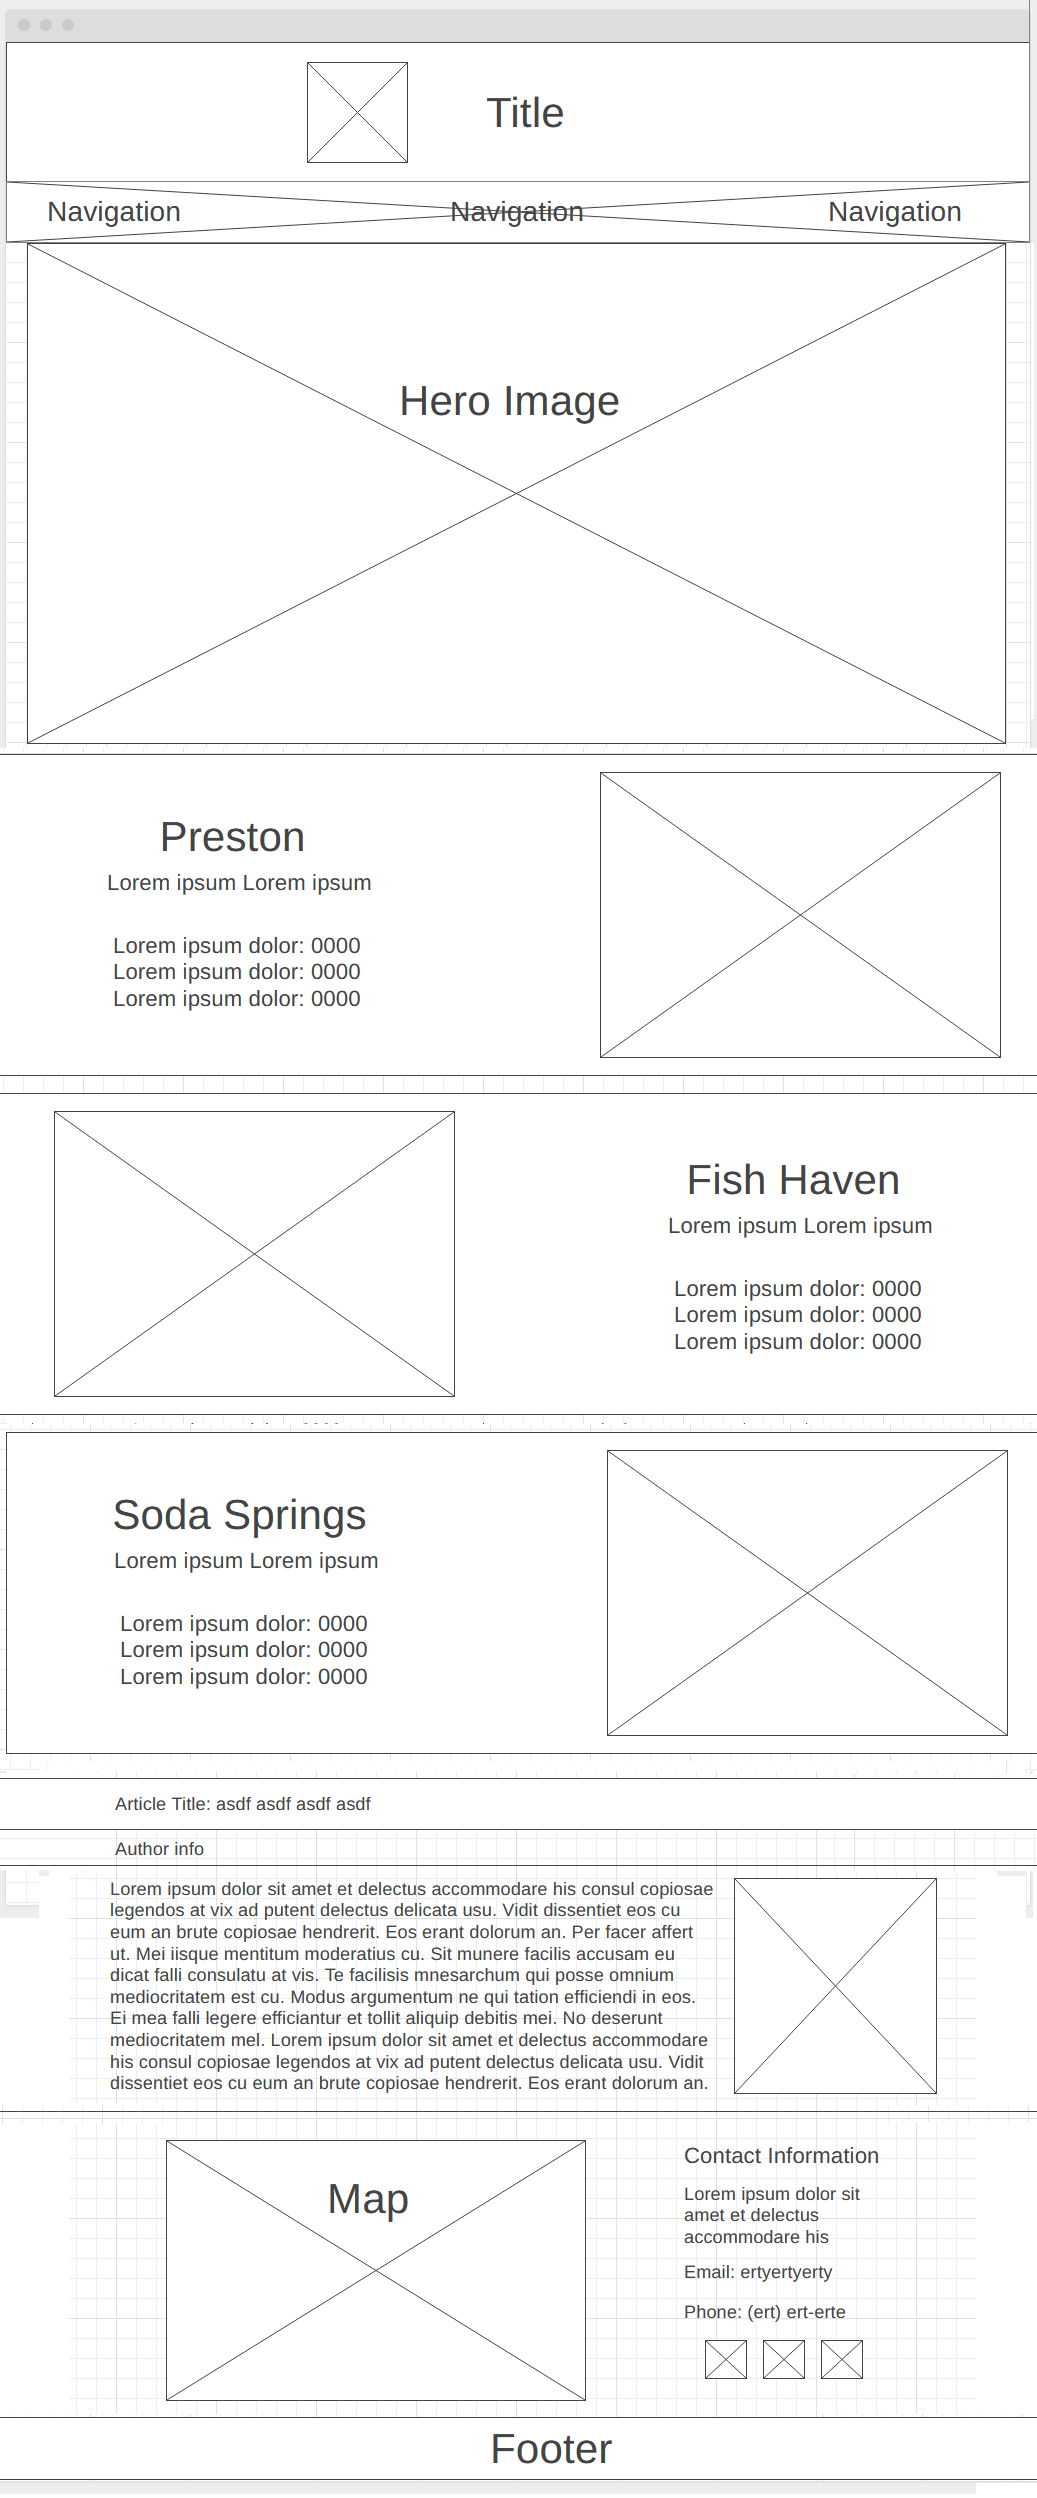 Title
Navigation Navigation Navigation
Hero Image
Preston
Lorem ipsum Lorem ipsum
Lorem ipsum dolor: 0000
Lorem ipsum dolor: 0000
Lorem ipsum dolor: 0000
Fish Haven
Lorem ipsum Lorem ipsum
Lorem ipsum dolor: 0000
Lorem ipsum dolor: 0000
Lorem ipsum dolor: 0000
Soda Springs
Lorem ipsum Lorem ipsum
Lorem ipsum dolor: 0000
Lorem ipsum dolor: 0000
Lorem ipsum dolor: 0000
Article Title: asdf asdf asdf asdf
Author info
Lorem ipsum dolor sit amet et delectus accommodare his consul copiosae
legendos at vix ad putent delectus delicata usu. Vidit dissentiet eos cu
eum an brute copiosae hendrerit. Eos erant dolorum an. Per facer affert
ut. Mei iisque mentitum moderatius cu. Sit munere facilis accusam eu
dicat falli consulatu at vis. Te facilisis mnesarchum qui posse omnium
mediocritatem est cu. Modus argumentum ne qui tation efficiendi in eos.
Ei mea falli legere efficiantur et tollit aliquip debitis mei. No deserunt
mediocritatem mel. Lorem ipsum dolor sit amet et delectus accommodare
his consul copiosae legendos at vix ad putent delectus delicata usu. Vidit
dissentiet eos cu eum an brute copiosae hendrerit. Eos erant dolorum an.
Map
Contact Information
Lorem ipsum dolor sit
amet et delectus
accommodare his
Email: ertyertyerty
Phone: (ert) ert-erte
Footer